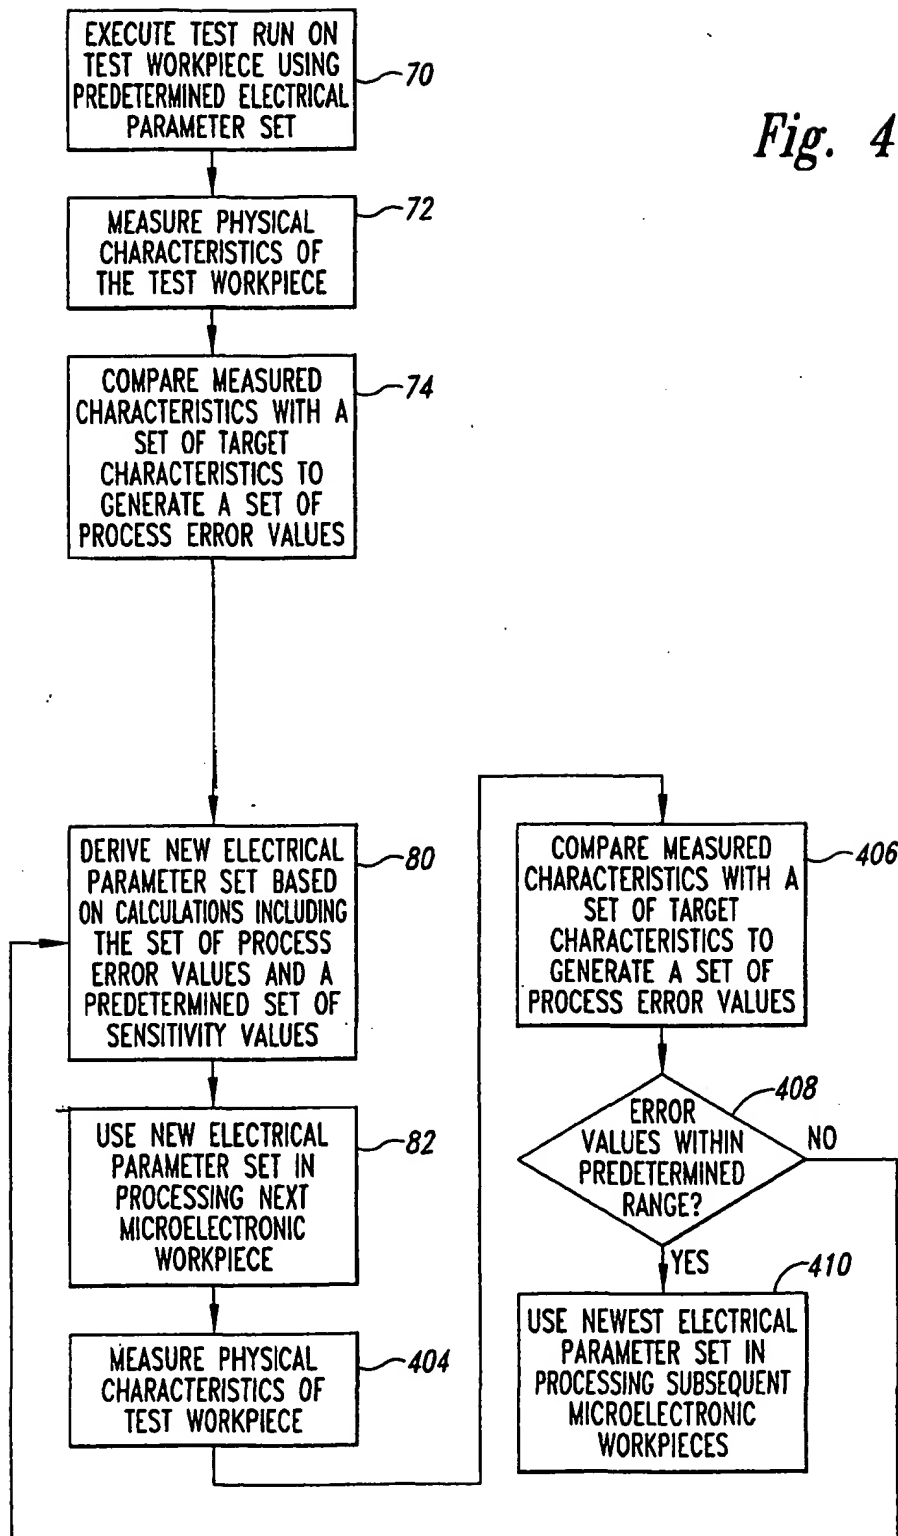 EXECUTE TEST RUN ON
TEST WORKPIECE USING
PREDETERMINED ELECTRICAL
PARAMETER SET
70
Fig. 4
MEASURE PHYSICAL
CHARACTERISTICS OF
THE TEST WORKPIECE
72
COMPARE MEASURED
CHARACTERISTICS WITH A
SET OF TARGET
CHARACTERISTICS TO
GENERATE A SET OF
PROCESS ERROR VALUES
74
DERIVE NEW ELECTRICAL
PARAMETER SET BASED
ON CALCULATIONS INCLUDING
THE SET OF PROCESS
ERROR VALUES AND A
PREDETERMINED SET OF
SENSITIVITY VALUES
80
USE NEW ELECTRICAL
PARAMETER SET IN
PROCESSING NEXT
MICROELECTRONIC
WORKPIECE
82
MEASURE PHYSICAL
CHARACTERISTICS OF
TEST WORKPIECE
404
COMPARE MEASURED
CHARACTERISTICS WITH A
SET OF TARGET
CHARACTERISTICS TO
GENERATE A SET OF
PROCESS ERROR VALUES
406
ERROR
VALUES WITHIN
PREDETERMINED
RANGE?
408
NO
YES
USE NEWEST ELECTRICAL
PARAMETER SET IN
PROCESSING SUBSEQUENT
MICROELECTRONIC
WORKPIECES
410